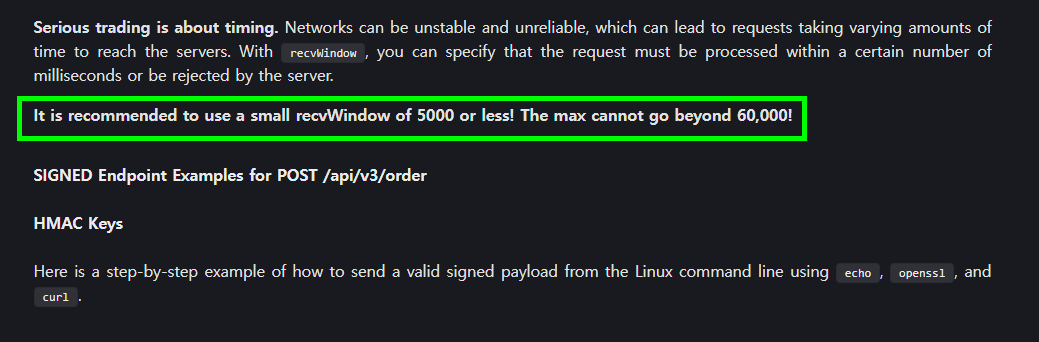 Serious trading is about timing. Networks can be unstable and unreliable, which can lead to requests taking varying amounts of
time to reach the servers. With recvWindow, you can specify that the request must be processed within a certain number of
milliseconds or be rejected by the server.
It is recommended to use a small recvWindow of 5000 or less! The max cannot go beyond 60,000!
SIGNED Endpoint Examples for POST /api/v3/order
HMAC Keys
Here is a step-by-step example of how to send a valid signed payload from the Linux command line using echo, openssl, and
curl.